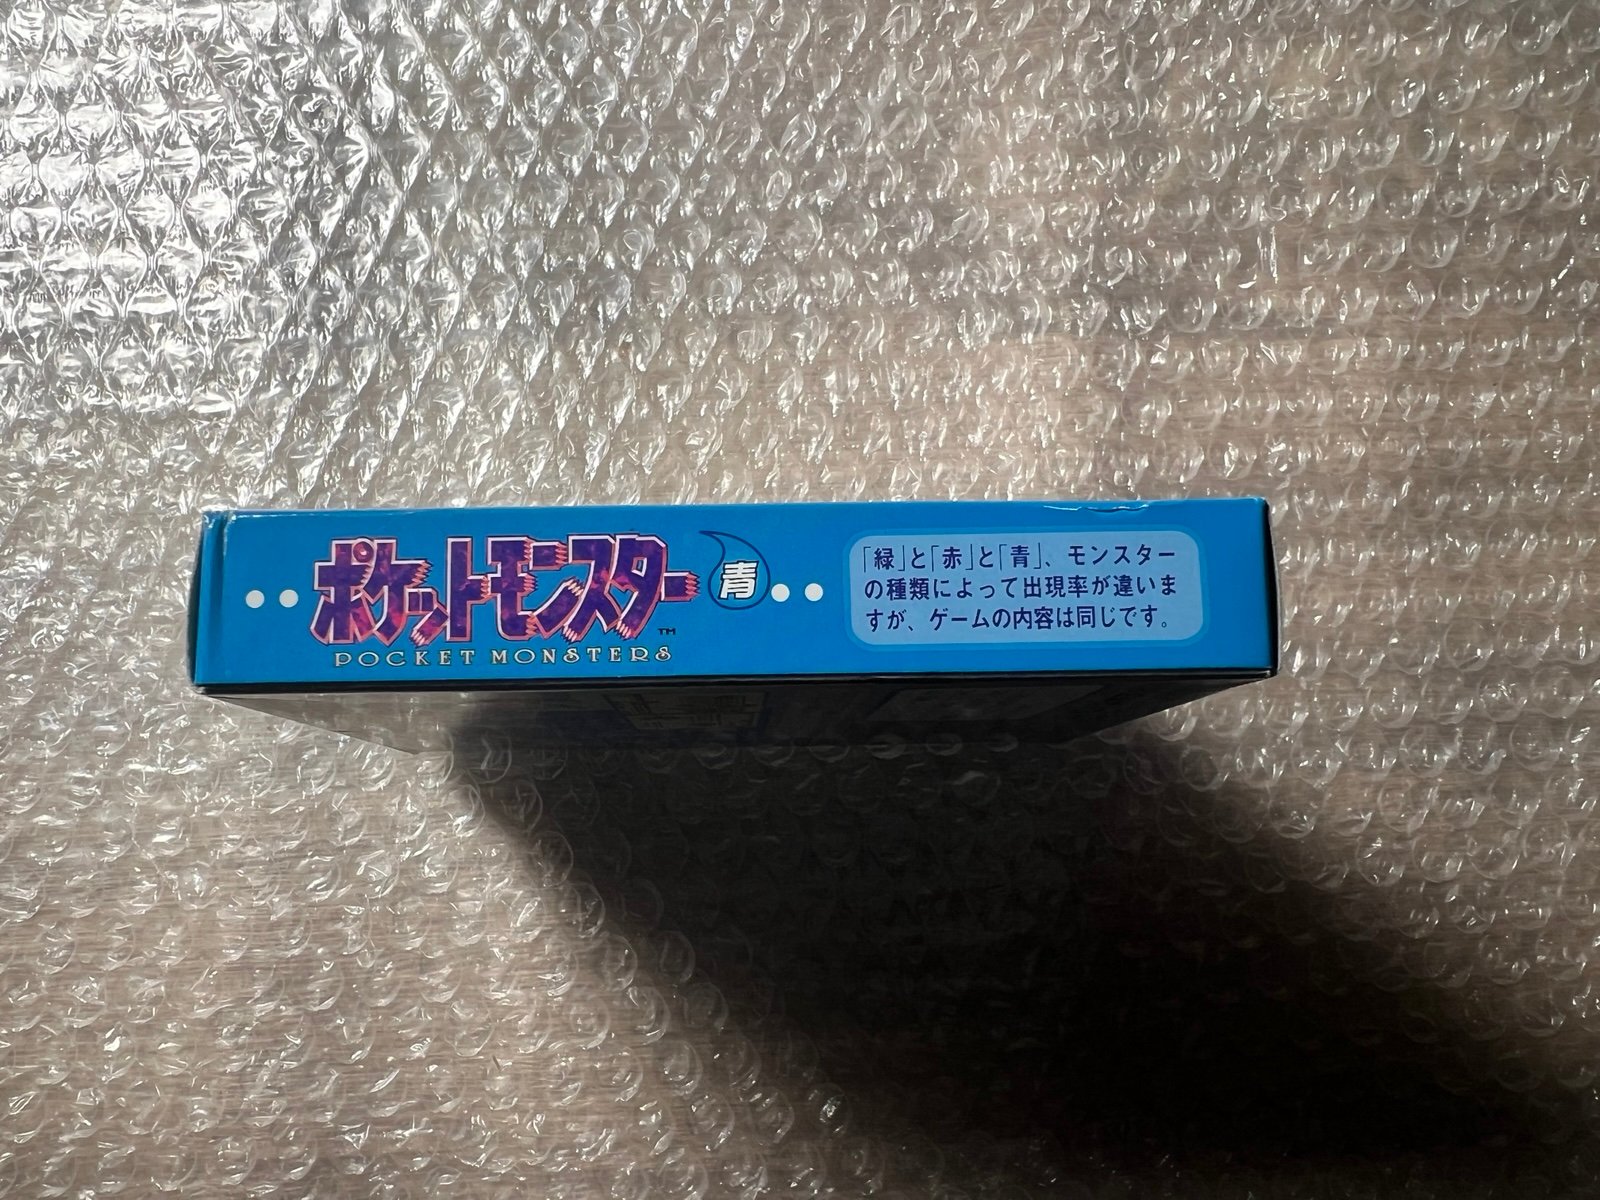 ポケットモンスター 青
™
POCKET MONSTERS
「緑」と「赤」と「青」、モンスター
の種類によって出現率が違いま
すが、ゲームの内容は同じです。